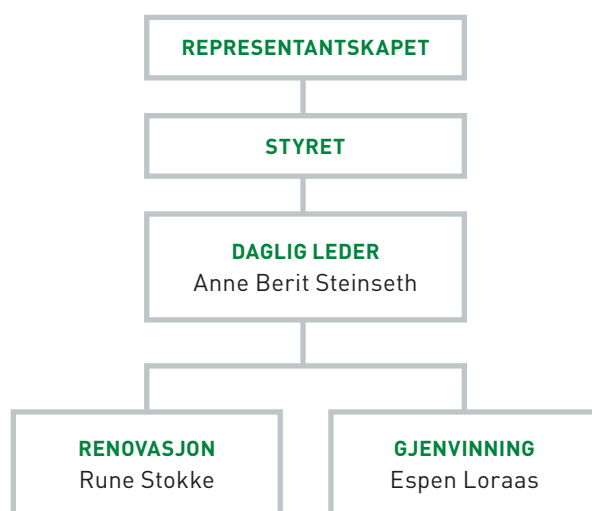 REPRESENTANTSKAPET
STYRET
DAGLIG LEDER
Anne Berit Steinseth
RENOVASJON
Rune Stokke
GJENVINNING
Espen Loraas